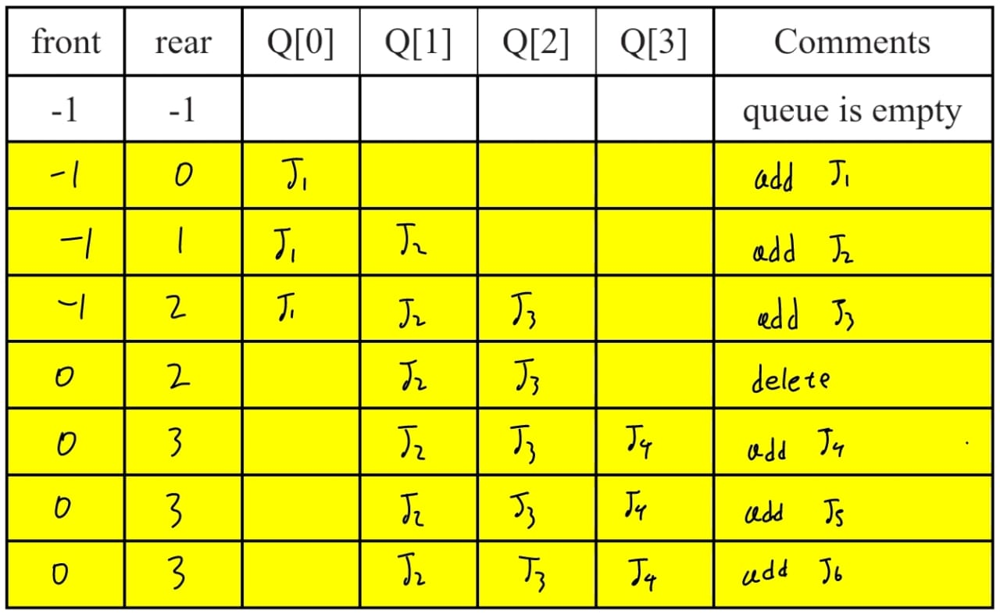 front rear Q[0] Q[1] Q[2] Q[3] Comments
-1 -1 queue is empty
-1 0 J1 add J1
-1 1 J1 J2 add J2
-1 2 J1 J2 J3 add J3
0 2 J2 J3 delete
0 3 J2 J3 J4 add J4
0 3 J2 J3 J4 add J5
0 3 J2 J3 J4 add J6